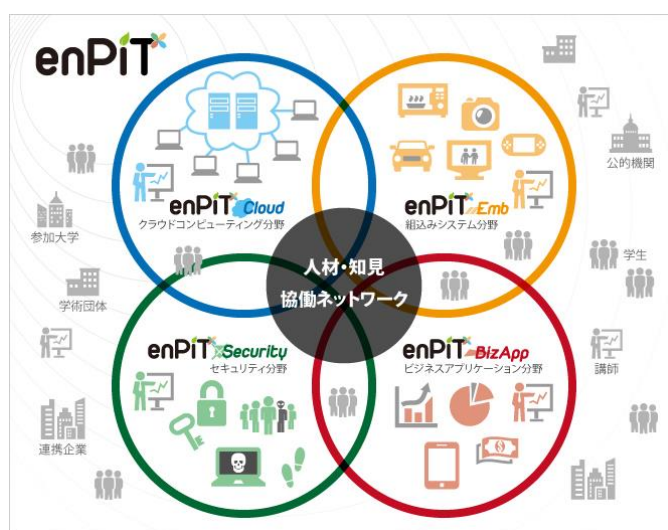 enPiT
公的機関
enPiT Cloud
クラウドコンピューティング分野
enPiT Emb
組込みシステム分野
参加大学
人材・知見
協働ネットワーク
学生
学術団体
enPiT Security
セキュリティ分野
enPiT BizApp
ビジネスアプリケーション分野
講師
連携企業